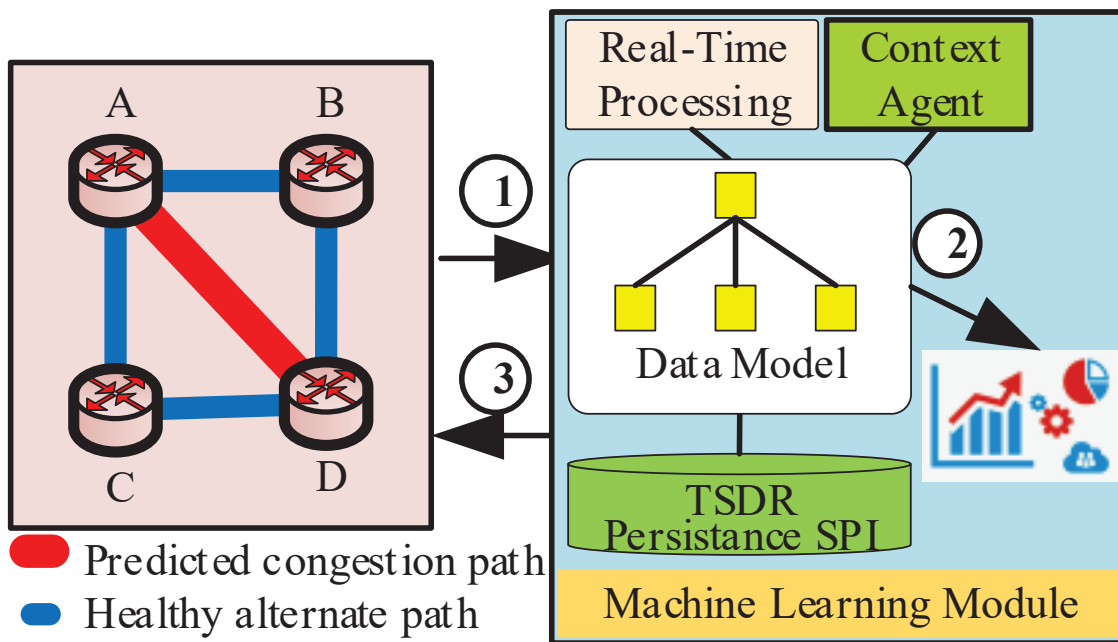 A
B
C
D
Predicted congestion path
Healthy alternate path
1
3
Real-Time
Processing
Context
Agent
2
Data Model
TSDR
Persistance SPI
Machine Learning Module